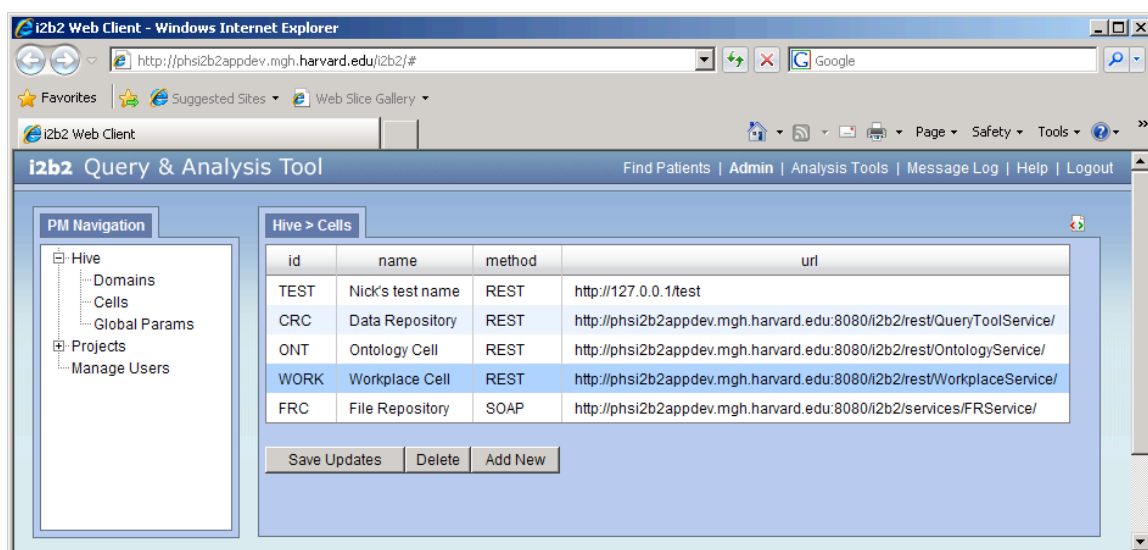 i2b2 Web Client - Windows Internet Explorer
http://phsi2b2appdev.mgh.harvard.edu/i2b2/#
Google
Favorites Suggested Sites Web Slice Gallery
i2b2 Web Client
Page Safety Tools »
i2b2 Query & Analysis Tool
Find Patients | Admin | Analysis Tools | Message Log | Help | Logout
PM Navigation
Hive
Domains
Cells
Global Params
Projects
Manage Users
Hive > Cells
id name method url
TEST Nick's test name REST http://127.0.0.1/test
CRC Data Repository REST http://phsi2b2appdev.mgh.harvard.edu:8080/i2b2/rest/QueryToolService/
ONT Ontology Cell REST http://phsi2b2appdev.mgh.harvard.edu:8080/i2b2/rest/OntologyService/
WORK Workplace Cell REST http://phsi2b2appdev.mgh.harvard.edu:8080/i2b2/rest/WorkplaceService/
FRC File Repository SOAP http://phsi2b2appdev.mgh.harvard.edu:8080/i2b2/services/FRService/
Save Updates Delete Add New